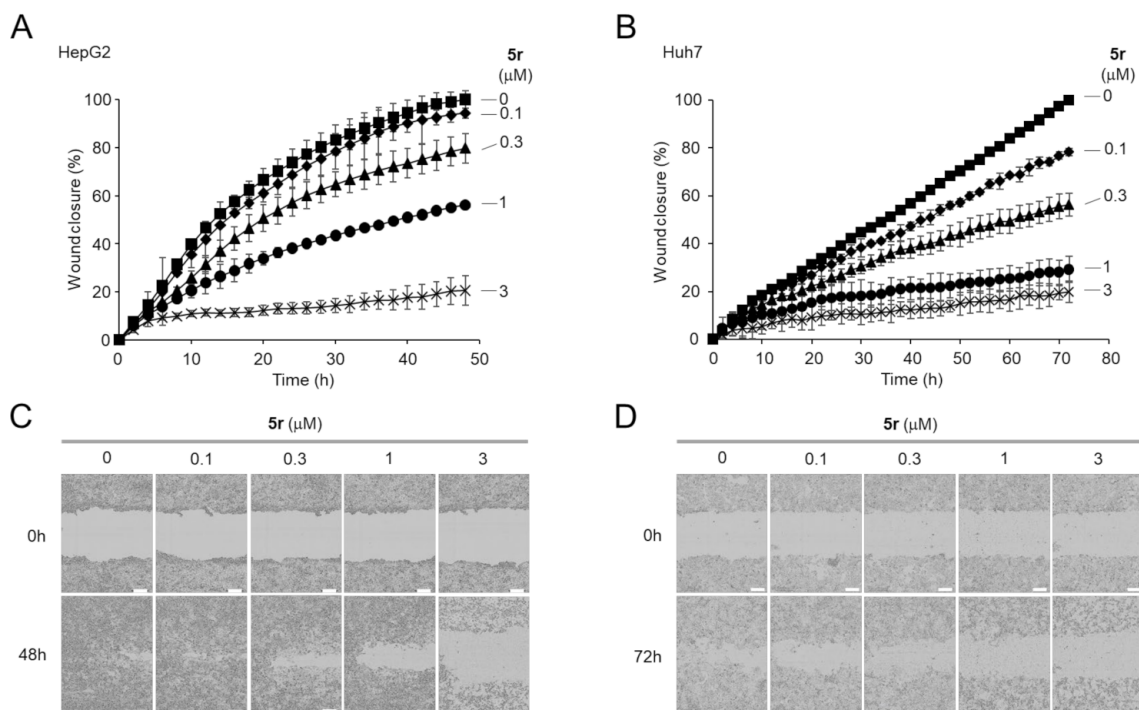 A
HepG2
5r
(μM)
Wound closure (%)
100
80
60
40
20
0
0 10 20 30 40 50
Time (h)
0
0.1
0.3
1
3
B
Huh7
5r
(μM)
Wound closure (%)
100
80
60
40
20
0
0 10 20 30 40 50 60 70 80
Time (h)
0
0.1
0.3
1
3
C
5r (μM)
0 0.1 0.3 1 3
0h
48h
D
5r (μM)
0 0.1 0.3 1 3
0h
72h